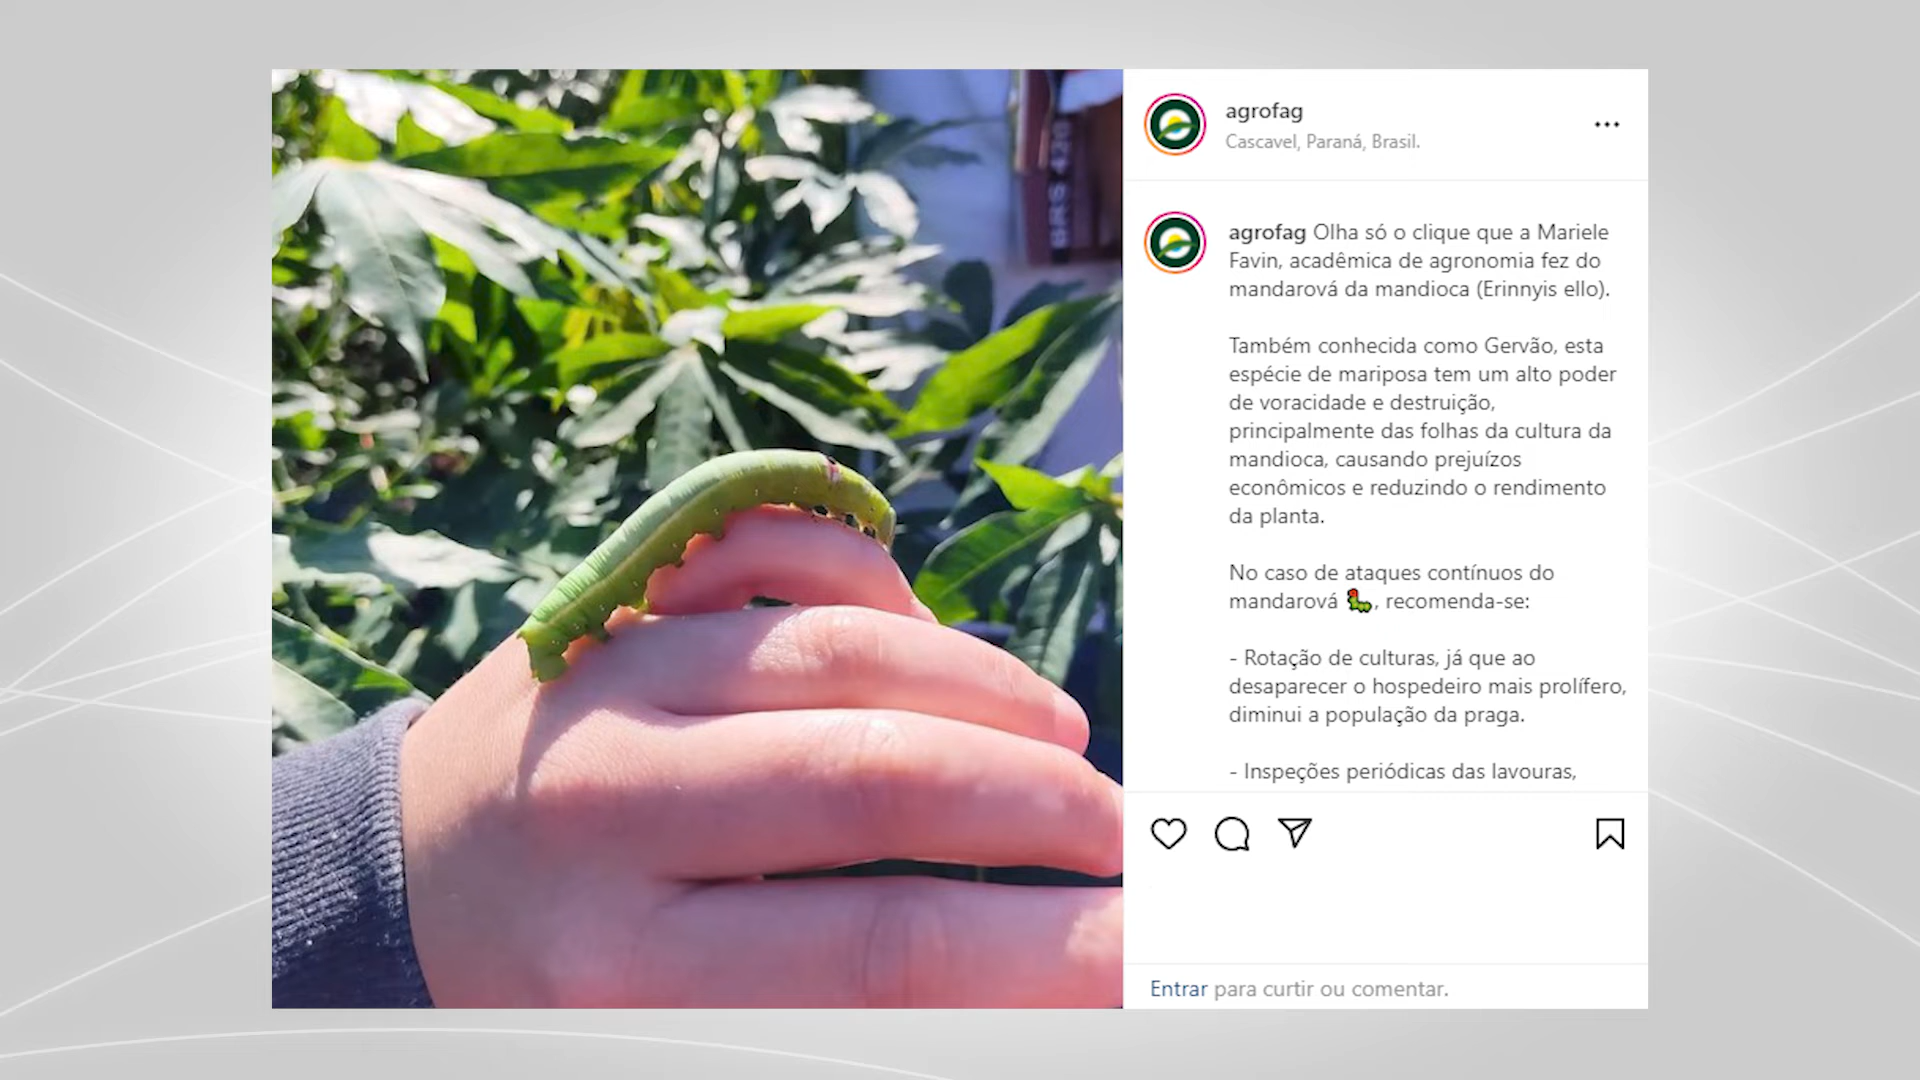 BRS 420
agrofag
Cascavel, Paraná, Brasil.
agrofag Olha só o clique que a Mariele
Favin, acadêmica de agronomia fez do
mandarová da mandioca (Erinnyis ello).
Também conhecida como Gervão, esta
espécie de mariposa tem um alto poder
de voracidade e destruição,
principalmente das folhas da cultura da
mandioca, causando prejuízos
econômicos e reduzindo o rendimento
da planta.
No caso de ataques contínuos do
mandarová 🐛, recomenda-se:
- Rotação de culturas, já que ao
desaparecer o hospedeiro mais prolífero,
diminui a população da praga.
- Inspeções periódicas das lavouras,
Entrar para curtir ou comentar.